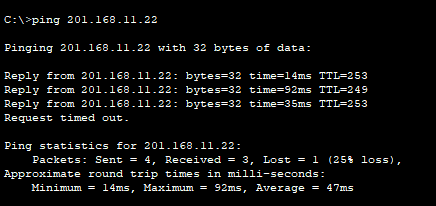 C:\>ping 201.168.11.22
Pinging 201.168.11.22 with 32 bytes of data:
Reply from 201.168.11.22: bytes=32 time=14ms TTL=253
Reply from 201.168.11.22: bytes=32 time=92ms TTL=249
Reply from 201.168.11.22: bytes=32 time=35ms TTL=253
Request timed out.
Ping statistics for 201.168.11.22:
Packets: Sent = 4, Received = 3, Lost = 1 (25% loss),
Approximate round trip times in milli-seconds:
Minimum = 14ms, Maximum = 92ms, Average = 47ms